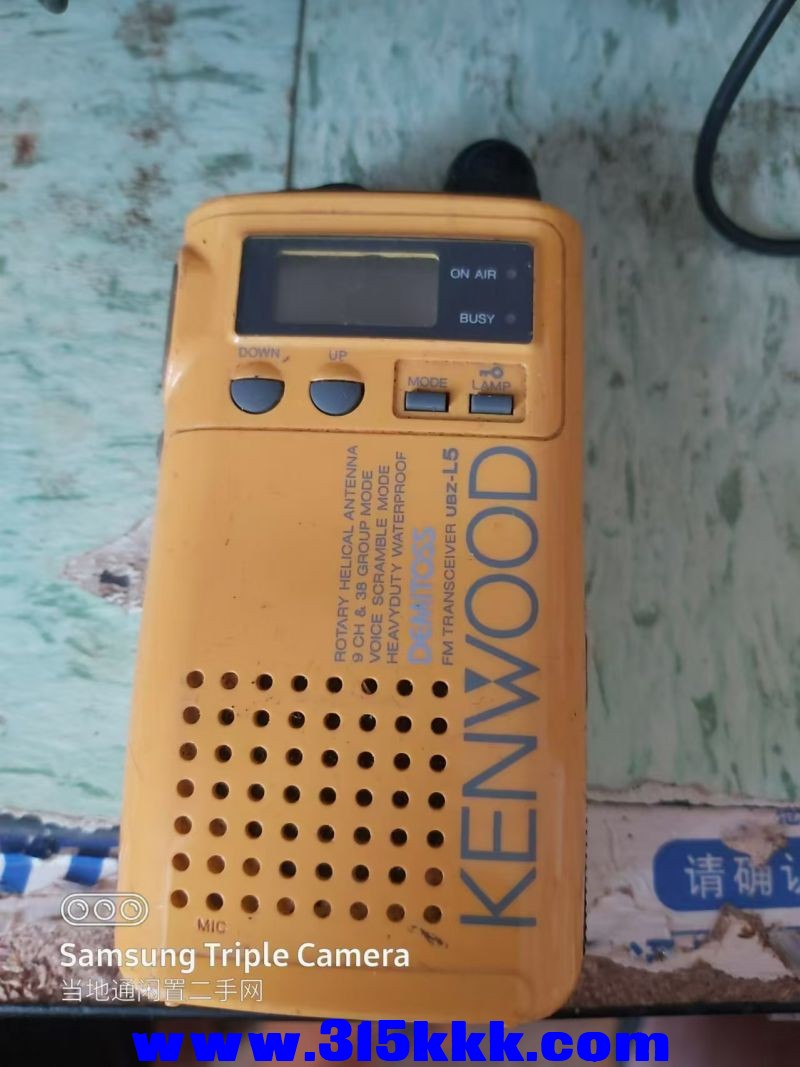 ON AIR
BUSY
DOWN
UP
MODE
LAMP
ROTARY HELICAL ANTENNA
9 CH & 38 GROUP MODE
VOICE SCRAMBLE MODE
HEAVYDUTY WATERPROOF
DEMITOSS
FM TRANSCEIVER UBZ-L5
KENWOOD
MIC
请确认
Samsung Triple Camera
当地通闲置二手网
www.315kkk.com